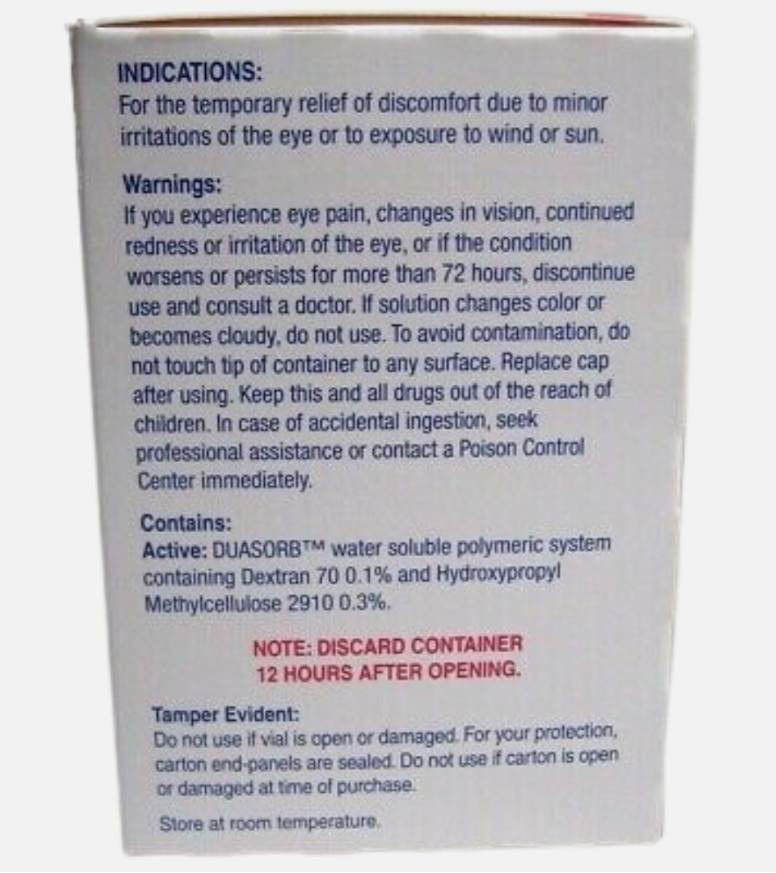 INDICATIONS:
For the temporary relief of discomfort due to minor
irritations of the eye or to exposure to wind or sun.
Warnings:
If you experience eye pain, changes in vision, continued
redness or irritation of the eye, or if the condition
worsens or persists for more than 72 hours, discontinue
use and consult a doctor. If solution changes color or
becomes cloudy, do not use. To avoid contamination, do
not touch tip of container to any surface. Replace cap
after using. Keep this and all drugs out of the reach of
children. In case of accidental ingestion, seek
professional assistance or contact a Poison Control
Center immediately.
Contains:
Active: DUASORB™ water soluble polymeric system
containing Dextran 70 0.1% and Hydroxypropyl
Methylcellulose 2910 0.3%.
NOTE: DISCARD CONTAINER
12 HOURS AFTER OPENING.
Tamper Evident:
Do not use if vial is open or damaged. For your protection,
carton end-panels are sealed. Do not use if carton is open
or damaged at time of purchase.
Store at room temperature.